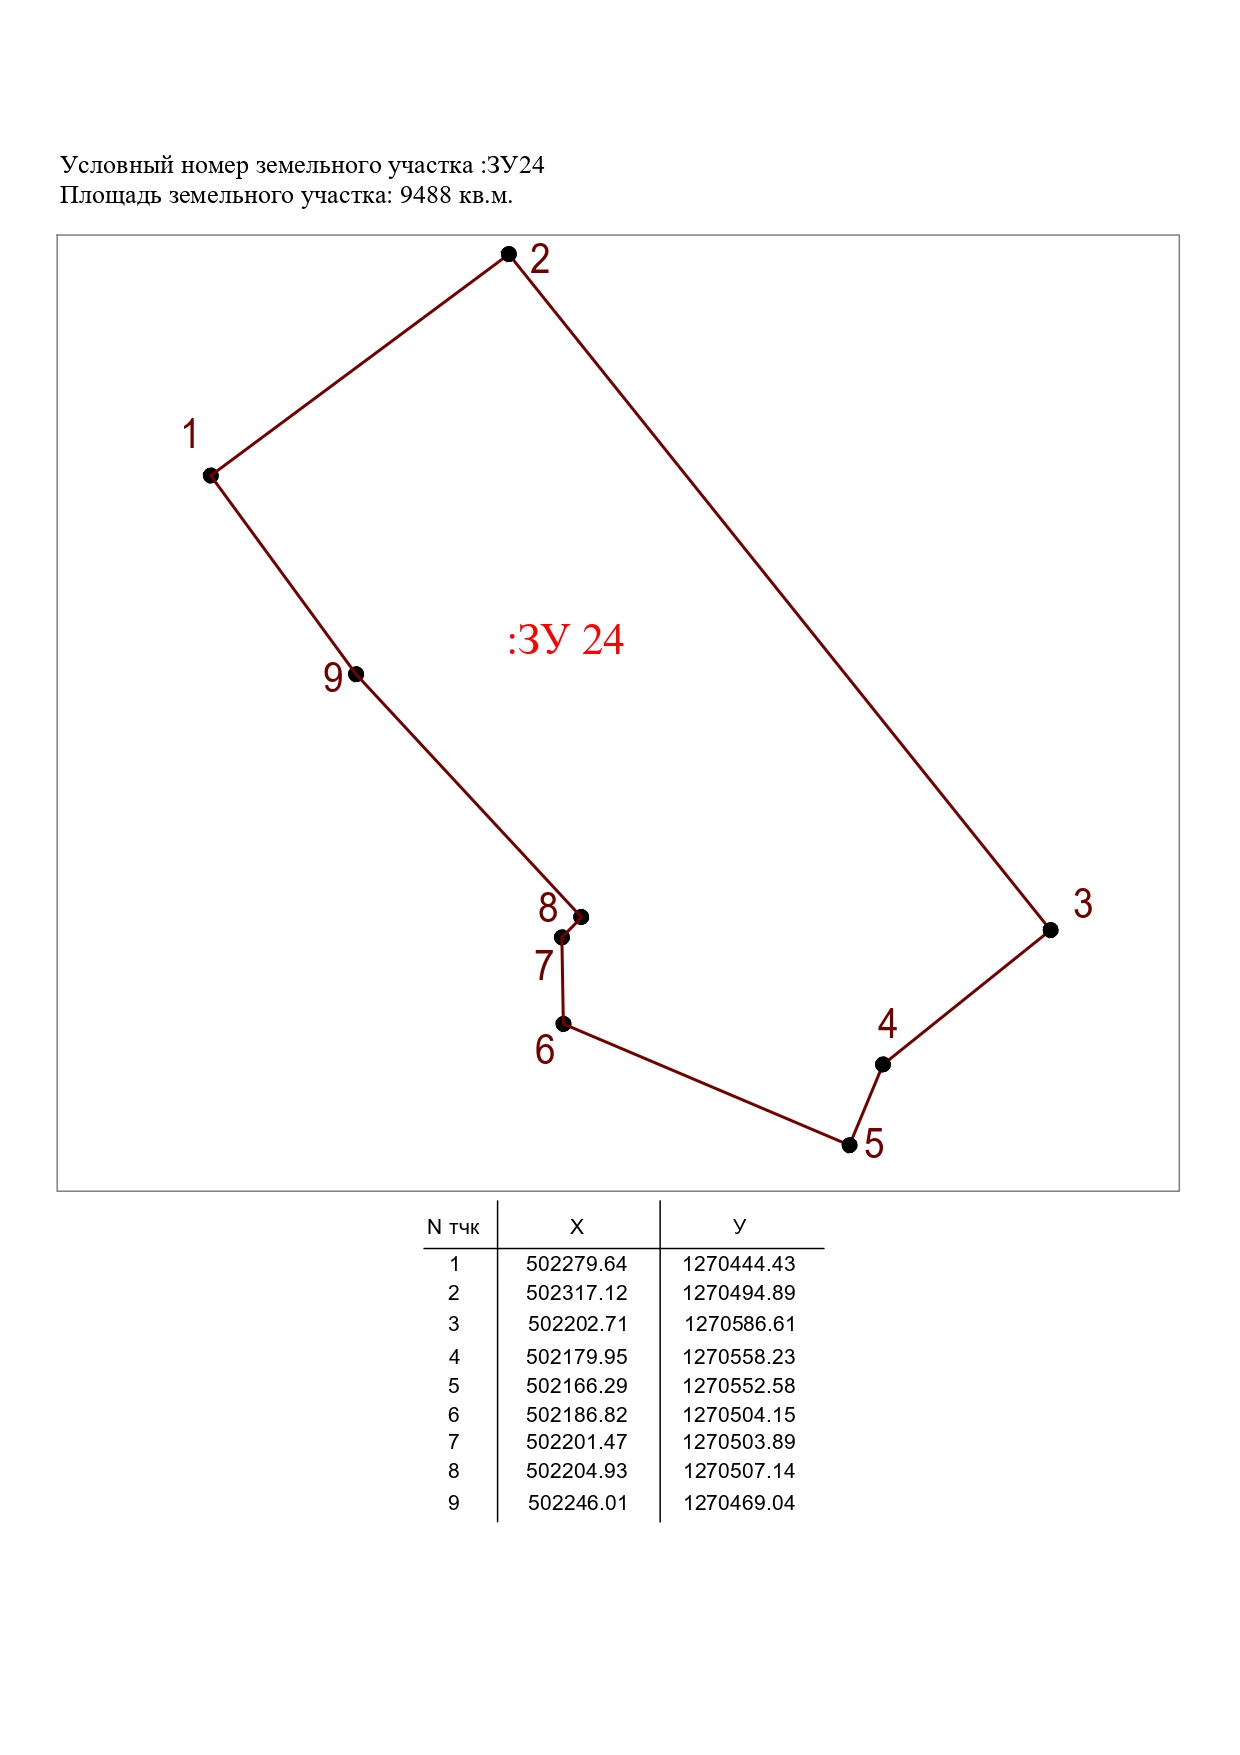 Условный номер земельного участка :ЗУ24
Площадь земельного участка: 9488 кв.м.
2
1
:ЗУ 24
9
8
3
7
4
6
5
N тчк X У
1 502279.64 1270444.43
2 502317.12 1270494.89
3 502202.71 1270586.61
4 502179.95 1270558.23
5 502166.29 1270552.58
6 502186.82 1270504.15
7 502201.47 1270503.89
8 502204.93 1270507.14
9 502246.01 1270469.04